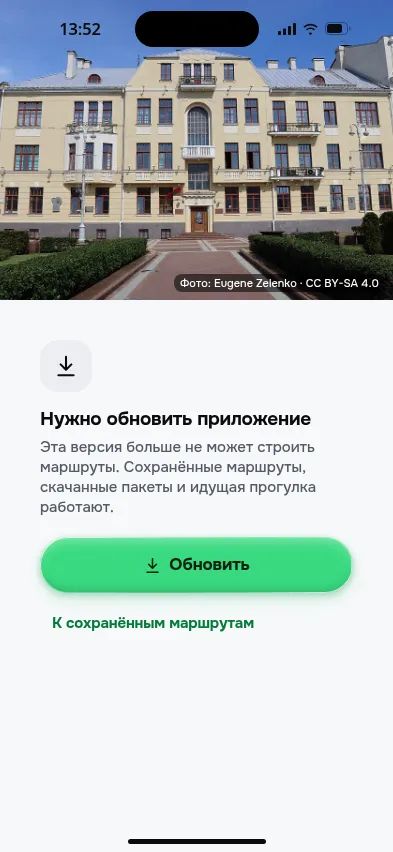 13:52
Фото: Eugene Zelenko · CC BY-SA 4.0
Нужно обновить приложение
Эта версия больше не может строить
маршруты. Сохранённые маршруты,
скачанные пакеты и идущая прогулка
работают.
Обновить
К сохранённым маршрутам